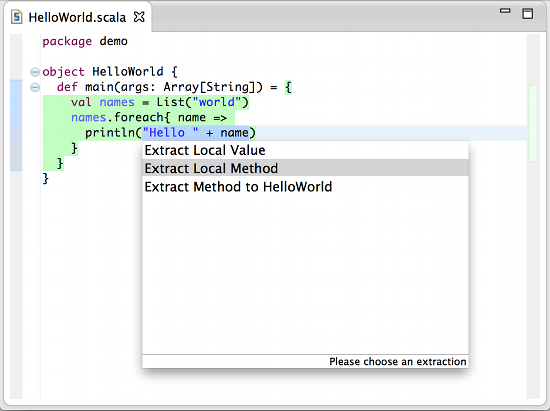 HelloWorld.scala
package demo
object HelloWorld {
def main(args: Array[String]) = {
val names = List("world")
names.foreach{ name =>
println("Hello " + name)
}
}
}
Extract Local Value
Extract Local Method
Extract Method to HelloWorld
Please choose an extraction